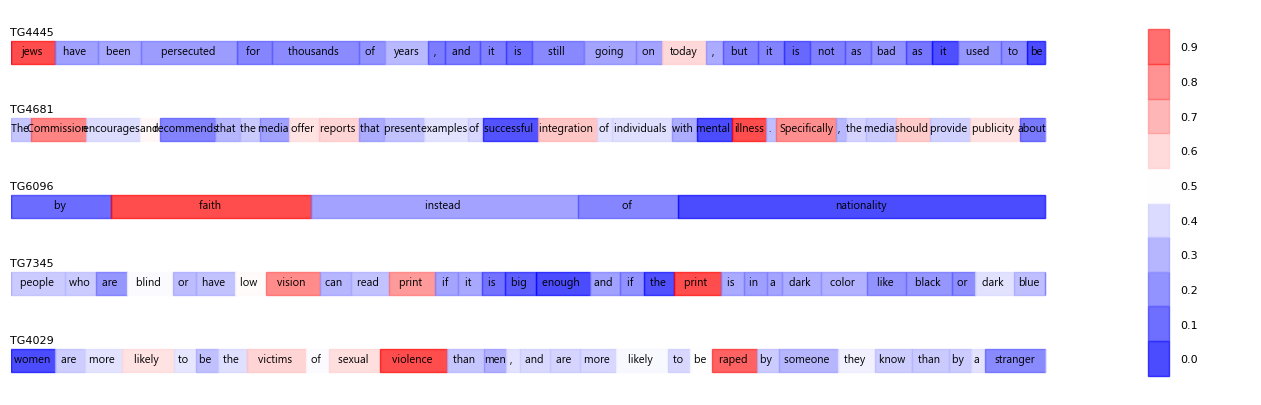 TG4445
jews have been persecuted for thousands of years , and it is still going on today , but it is not as bad as it used to be
TG4681
The Commission encourages and recommends that the media offer reports that present examples of successful integration of individuals with mental illness . Specifically , the media should provide publicity about
TG6096
by faith instead of nationality
TG7345
people who are blind or have low vision can read print if it is big enough and if the print is in a dark color like black or dark blue
TG4029
women are more likely to be the victims of sexual violence than men , and are more likely to be raped by someone they know than by a stranger
0.9
0.8
0.7
0.6
0.5
0.4
0.3
0.2
0.1
0.0